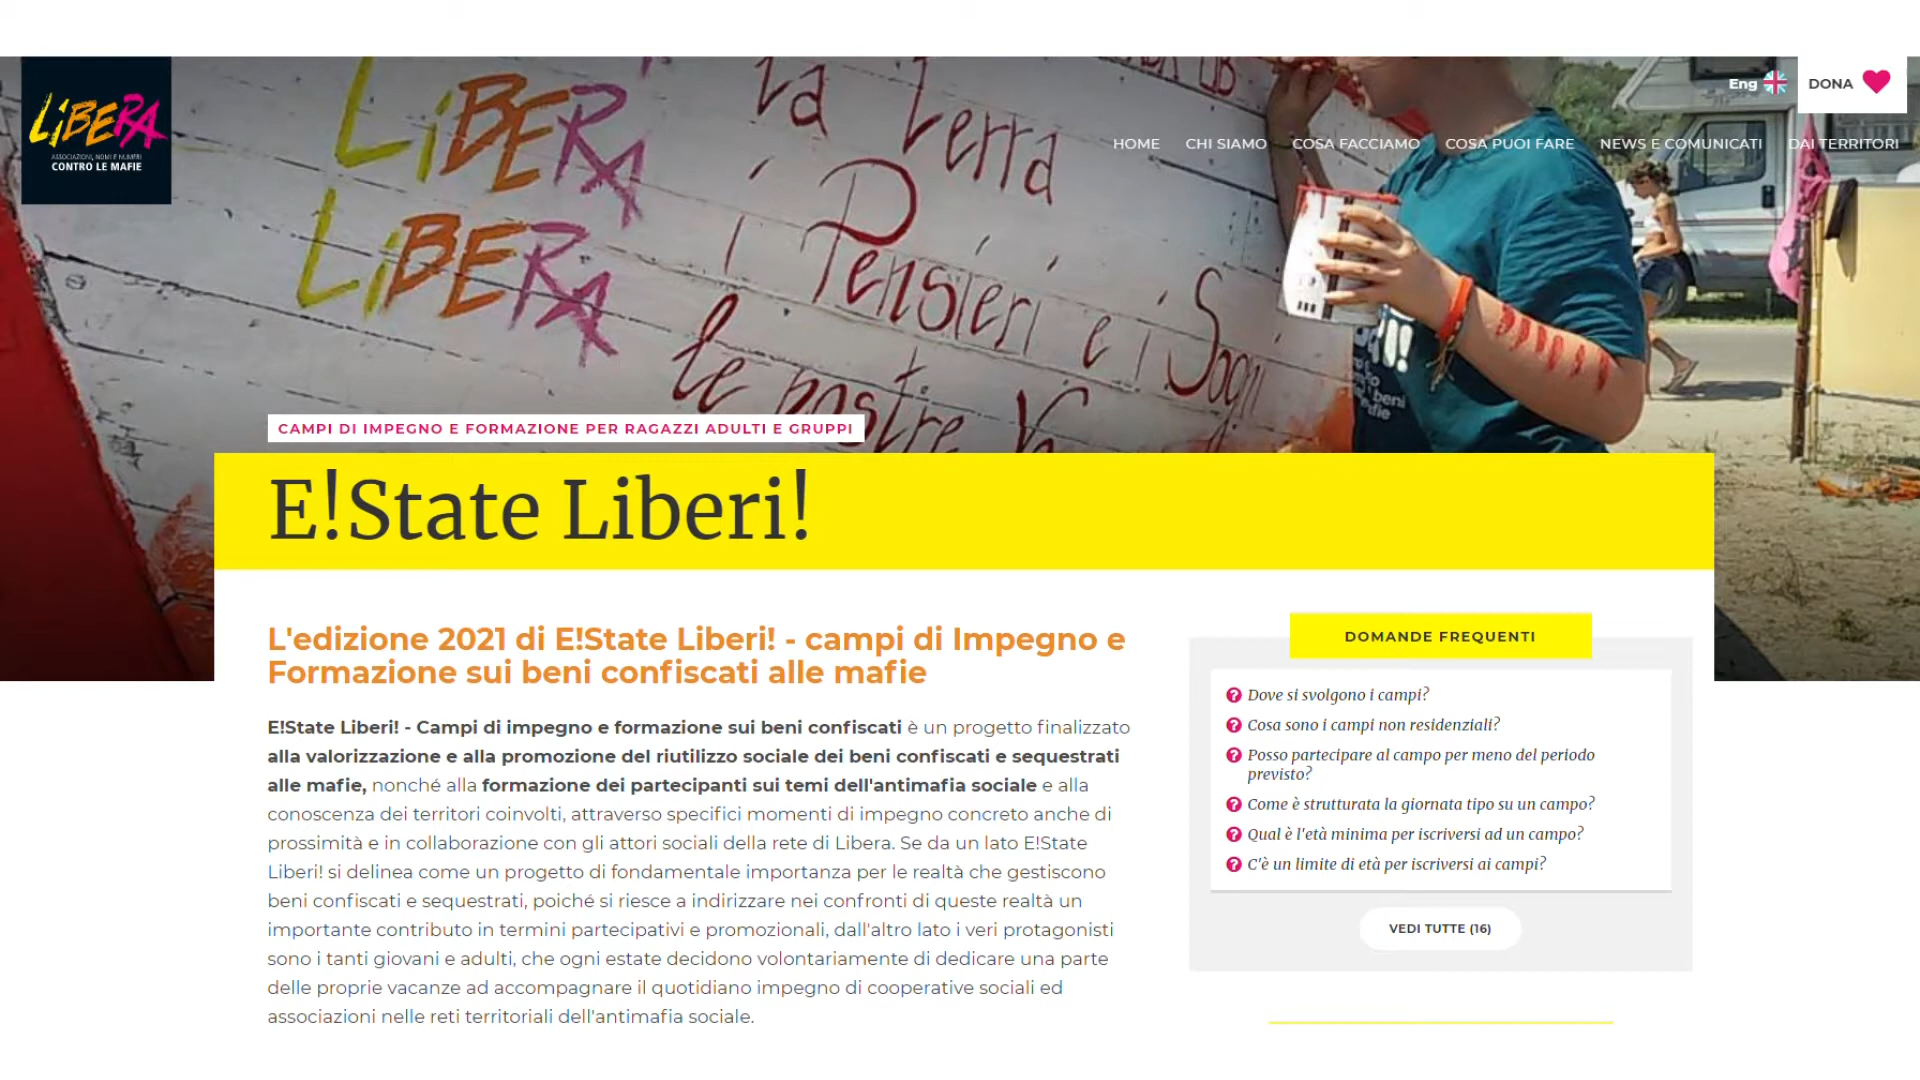 Eng
DONA
LIBERA
ASSOCIAZIONI, NOMI E NUMERI
CONTRO LE MAFIE
HOME CHI SIAMO COSA FACCIAMO COSA PUOI FARE NEWS E COMUNICATI DAI TERRITORI
LiBERA
LiBERA
la Terra
i Pensieri e i Sogni
le nostre
beni
CAMPI DI IMPEGNO E FORMAZIONE PER RAGAZZI ADULTI E GRUPPI
E!State Liberi!
L'edizione 2021 di E!State Liberi! - campi di Impegno e
Formazione sui beni confiscati alle mafie
E!State Liberi! - Campi di impegno e formazione sui beni confiscati è un progetto finalizzato
alla valorizzazione e alla promozione del riutilizzo sociale dei beni confiscati e sequestrati
alle mafie, nonché alla formazione dei partecipanti sui temi dell'antimafia sociale e alla
conoscenza dei territori coinvolti, attraverso specifici momenti di impegno concreto anche di
prossimità e in collaborazione con gli attori sociali della rete di Libera. Se da un lato E!State
Liberi! si delinea come un progetto di fondamentale importanza per le realtà che gestiscono
beni confiscati e sequestrati, poiché si riesce a indirizzare nei confronti di queste realtà un
importante contributo in termini partecipativi e promozionali, dall'altro lato i veri protagonisti
sono i tanti giovani e adulti, che ogni estate decidono volontariamente di dedicare una parte
delle proprie vacanze ad accompagnare il quotidiano impegno di cooperative sociali ed
associazioni nelle reti territoriali dell'antimafia sociale.
DOMANDE FREQUENTI
Dove si svolgono i campi?
Cosa sono i campi non residenziali?
Posso partecipare al campo per meno del periodo
previsto?
Come è strutturata la giornata tipo su un campo?
Qual è l'età minima per iscriversi ad un campo?
C'è un limite di età per iscriversi ai campi?
VEDI TUTTE (16)